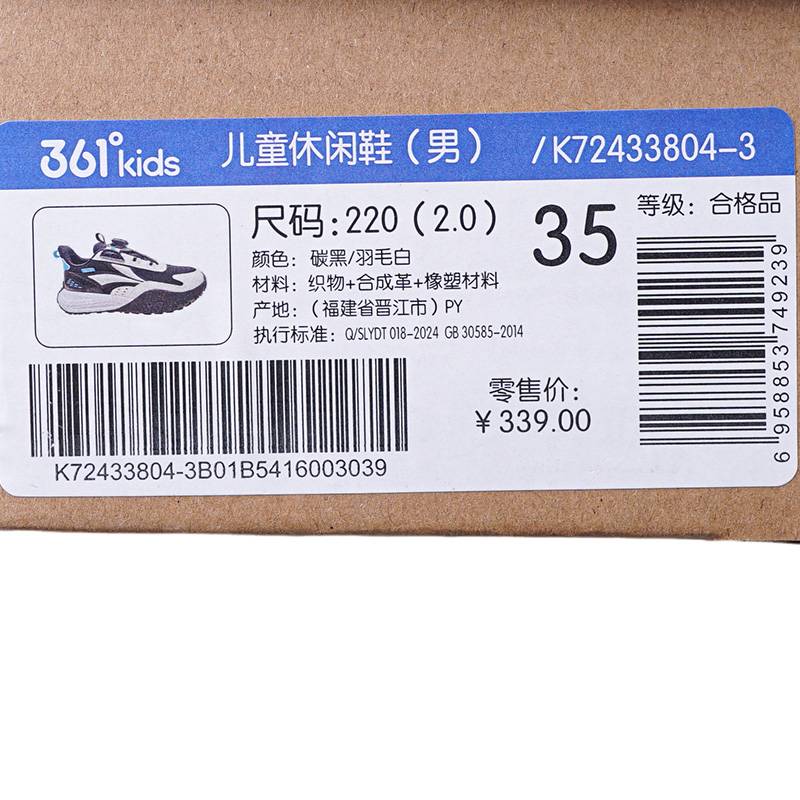 361°kids 儿童休闲鞋（男） /K72433804-3
尺码:220（2.0） 35 等级: 合格品
颜色: 碳黑/羽毛白
材料: 织物+合成革+橡塑材料
产地:（福建省晋江市）PY
执行标准: Q/SLYDT 018-2024 GB 30585-2014
零售价:
¥339.00
K72433804-3B01B5416003039
6 958853 749239